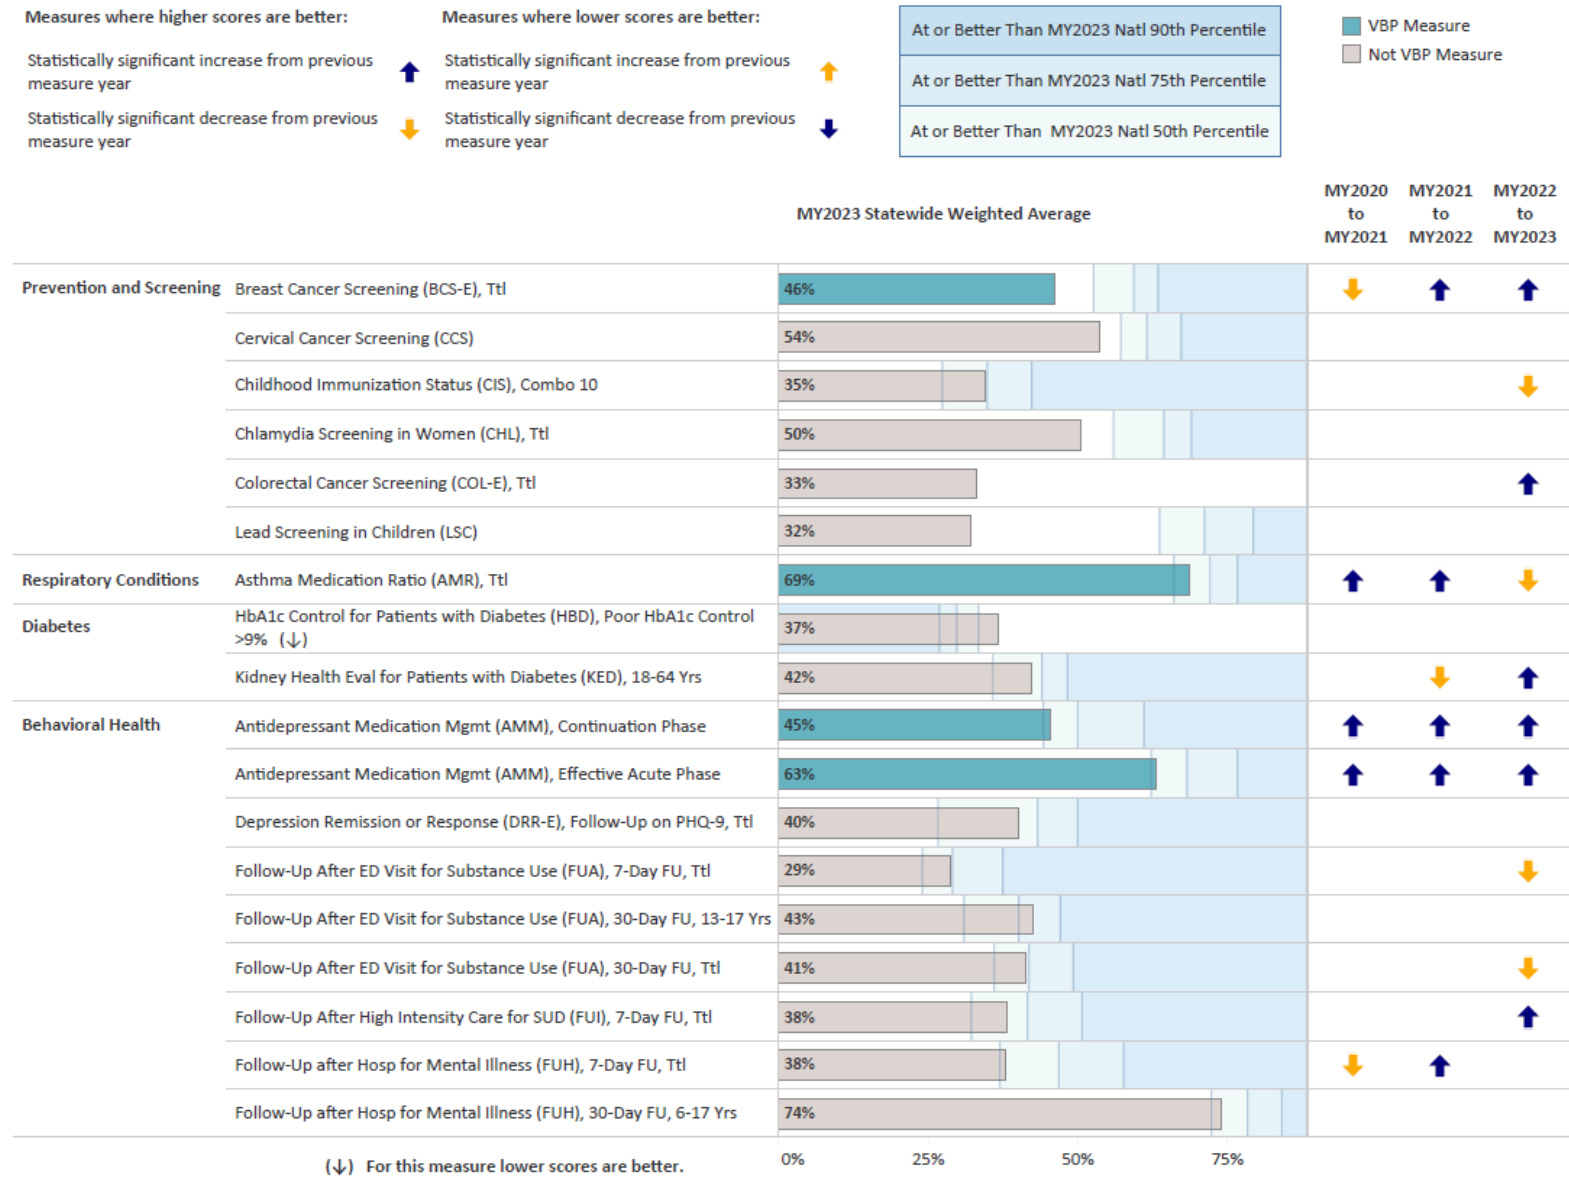 Measures where higher scores are better:
Statistically significant increase from previous
measure year
Statistically significant decrease from previous
measure year
Measures where lower scores are better:
Statistically significant increase from previous
measure year
Statistically significant decrease from previous
measure year
At or Better Than MY2023 Natl 90th Percentile
At or Better Than MY2023 Natl 75th Percentile
At or Better Than MY2023 Natl 50th Percentile
VBP Measure
Not VBP Measure
MY2023 Statewide Weighted Average
MY2020
to
MY2021
MY2021
to
MY2022
MY2022
to
MY2023
Prevention and Screening
Breast Cancer Screening (BCS-E), Ttl
46%
Cervical Cancer Screening (CCS)
54%
Childhood Immunization Status (CIS), Combo 10
35%
Chlamydia Screening in Women (CHL), Ttl
50%
Colorectal Cancer Screening (COL-E), Ttl
33%
Lead Screening in Children (LSC)
32%
Respiratory Conditions
Asthma Medication Ratio (AMR), Ttl
69%
Diabetes
HbA1c Control for Patients with Diabetes (HBD), Poor HbA1c Control
>9% (↓)
37%
Kidney Health Eval for Patients with Diabetes (KED), 18-64 Yrs
42%
Behavioral Health
Antidepressant Medication Mgmt (AMM), Continuation Phase
45%
Antidepressant Medication Mgmt (AMM), Effective Acute Phase
63%
Depression Remission or Response (DRR-E), Follow-Up on PHQ-9, Ttl
40%
Follow-Up After ED Visit for Substance Use (FUA), 7-Day FU, Ttl
29%
Follow-Up After ED Visit for Substance Use (FUA), 30-Day FU, 13-17 Yrs
43%
Follow-Up After ED Visit for Substance Use (FUA), 30-Day FU, Ttl
41%
Follow-Up After High Intensity Care for SUD (FUI), 7-Day FU, Ttl
38%
Follow-Up after Hosp for Mental Illness (FUH), 7-Day FU, Ttl
38%
Follow-Up after Hosp for Mental Illness (FUH), 30-Day FU, 6-17 Yrs
74%
0%
25%
50%
75%
(↓) For this measure lower scores are better.